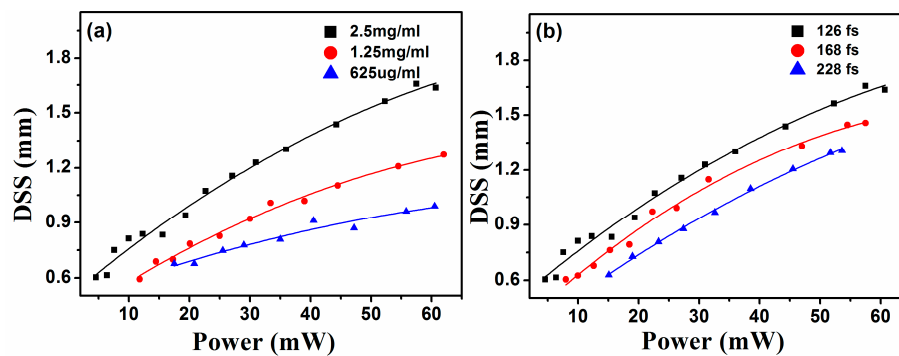 (a)
2.5mg/ml
1.25mg/ml
625ug/ml
DSS (mm)
1.8
1.5
1.2
0.9
0.6
10 20 30 40 50 60
Power (mW)
(b)
126 fs
168 fs
228 fs
DSS (mm)
1.8
1.5
1.2
0.9
0.6
10 20 30 40 50 60
Power (mW)